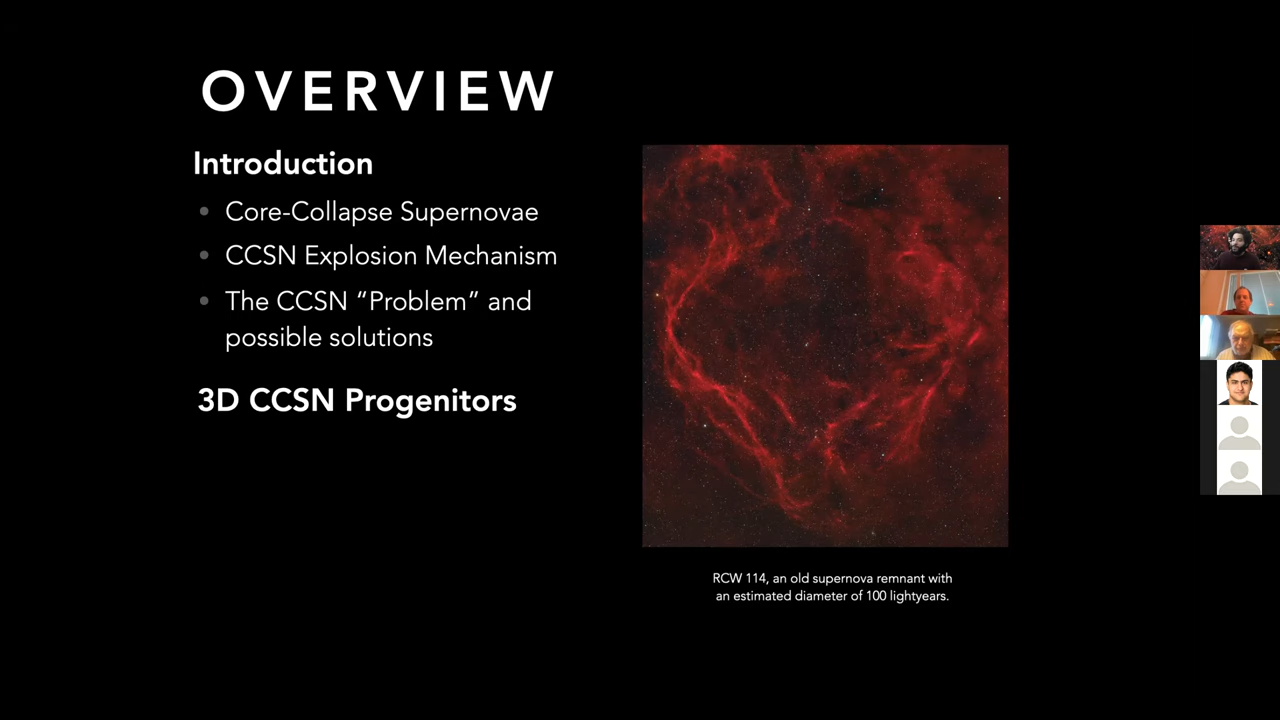 OVERVIEW
Introduction
Core-Collapse Supernovae
CCSN Explosion Mechanism
The CCSN “Problem” and
possible solutions
3D CCSN Progenitors
RCW 114, an old supernova remnant with
an estimated diameter of 100 lightyears.